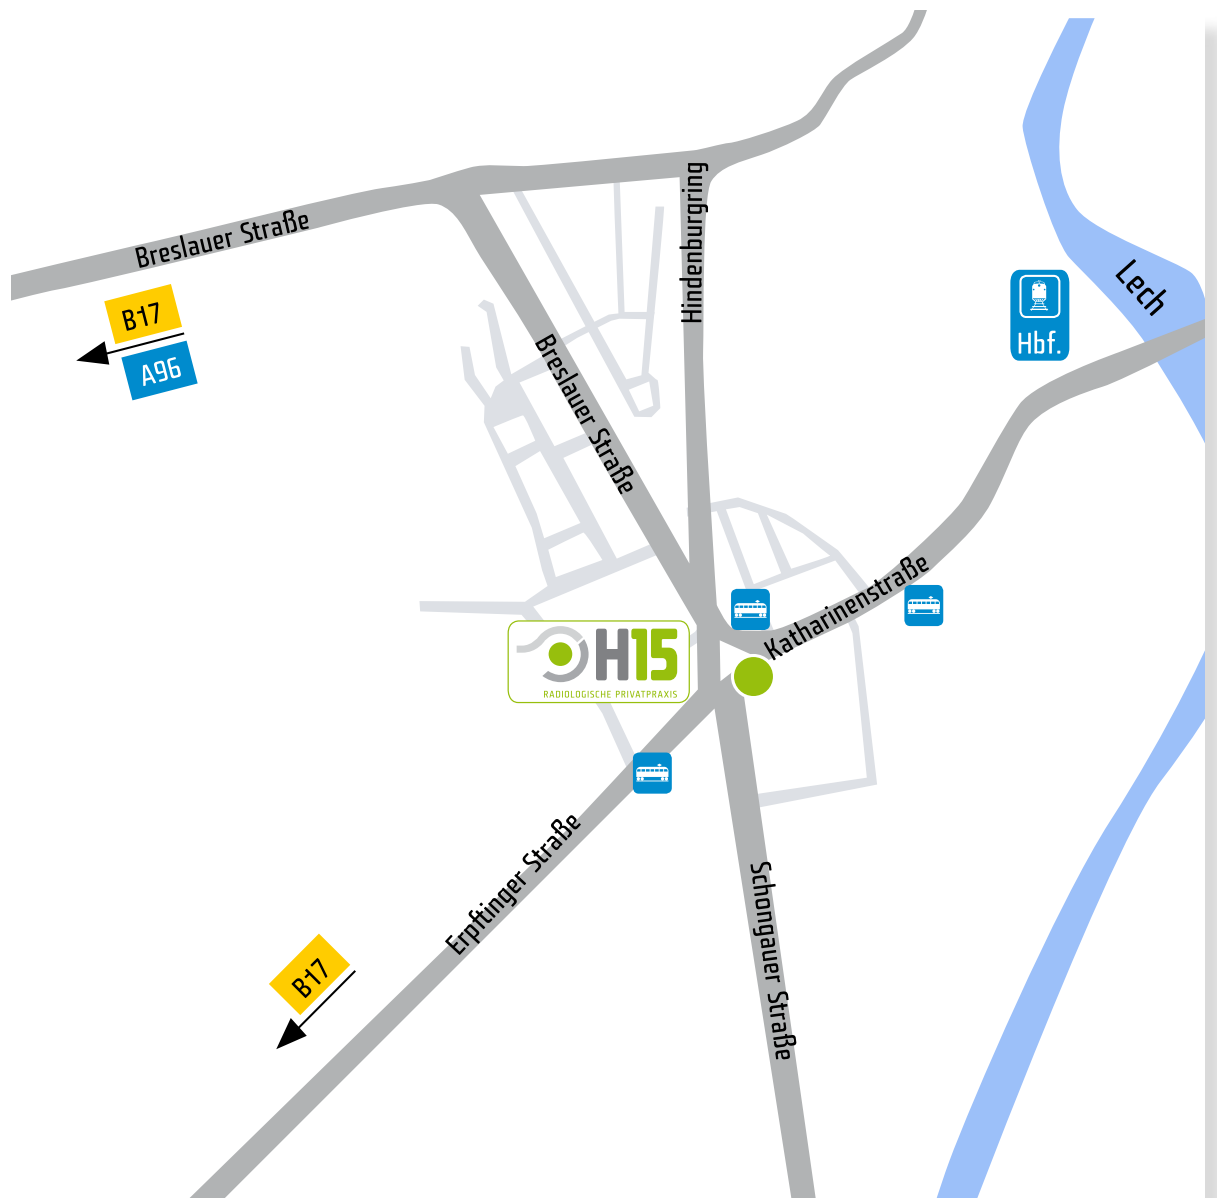 Hindenburgring
Breslauer Straße
Lech
B17
A96
Hbf.
Breslauer Straße
Katharinenstraße
H15
RADIOLOGISCHE PRIVATPRAXIS
Erpftinger Straße
Schongauer Straße
B17